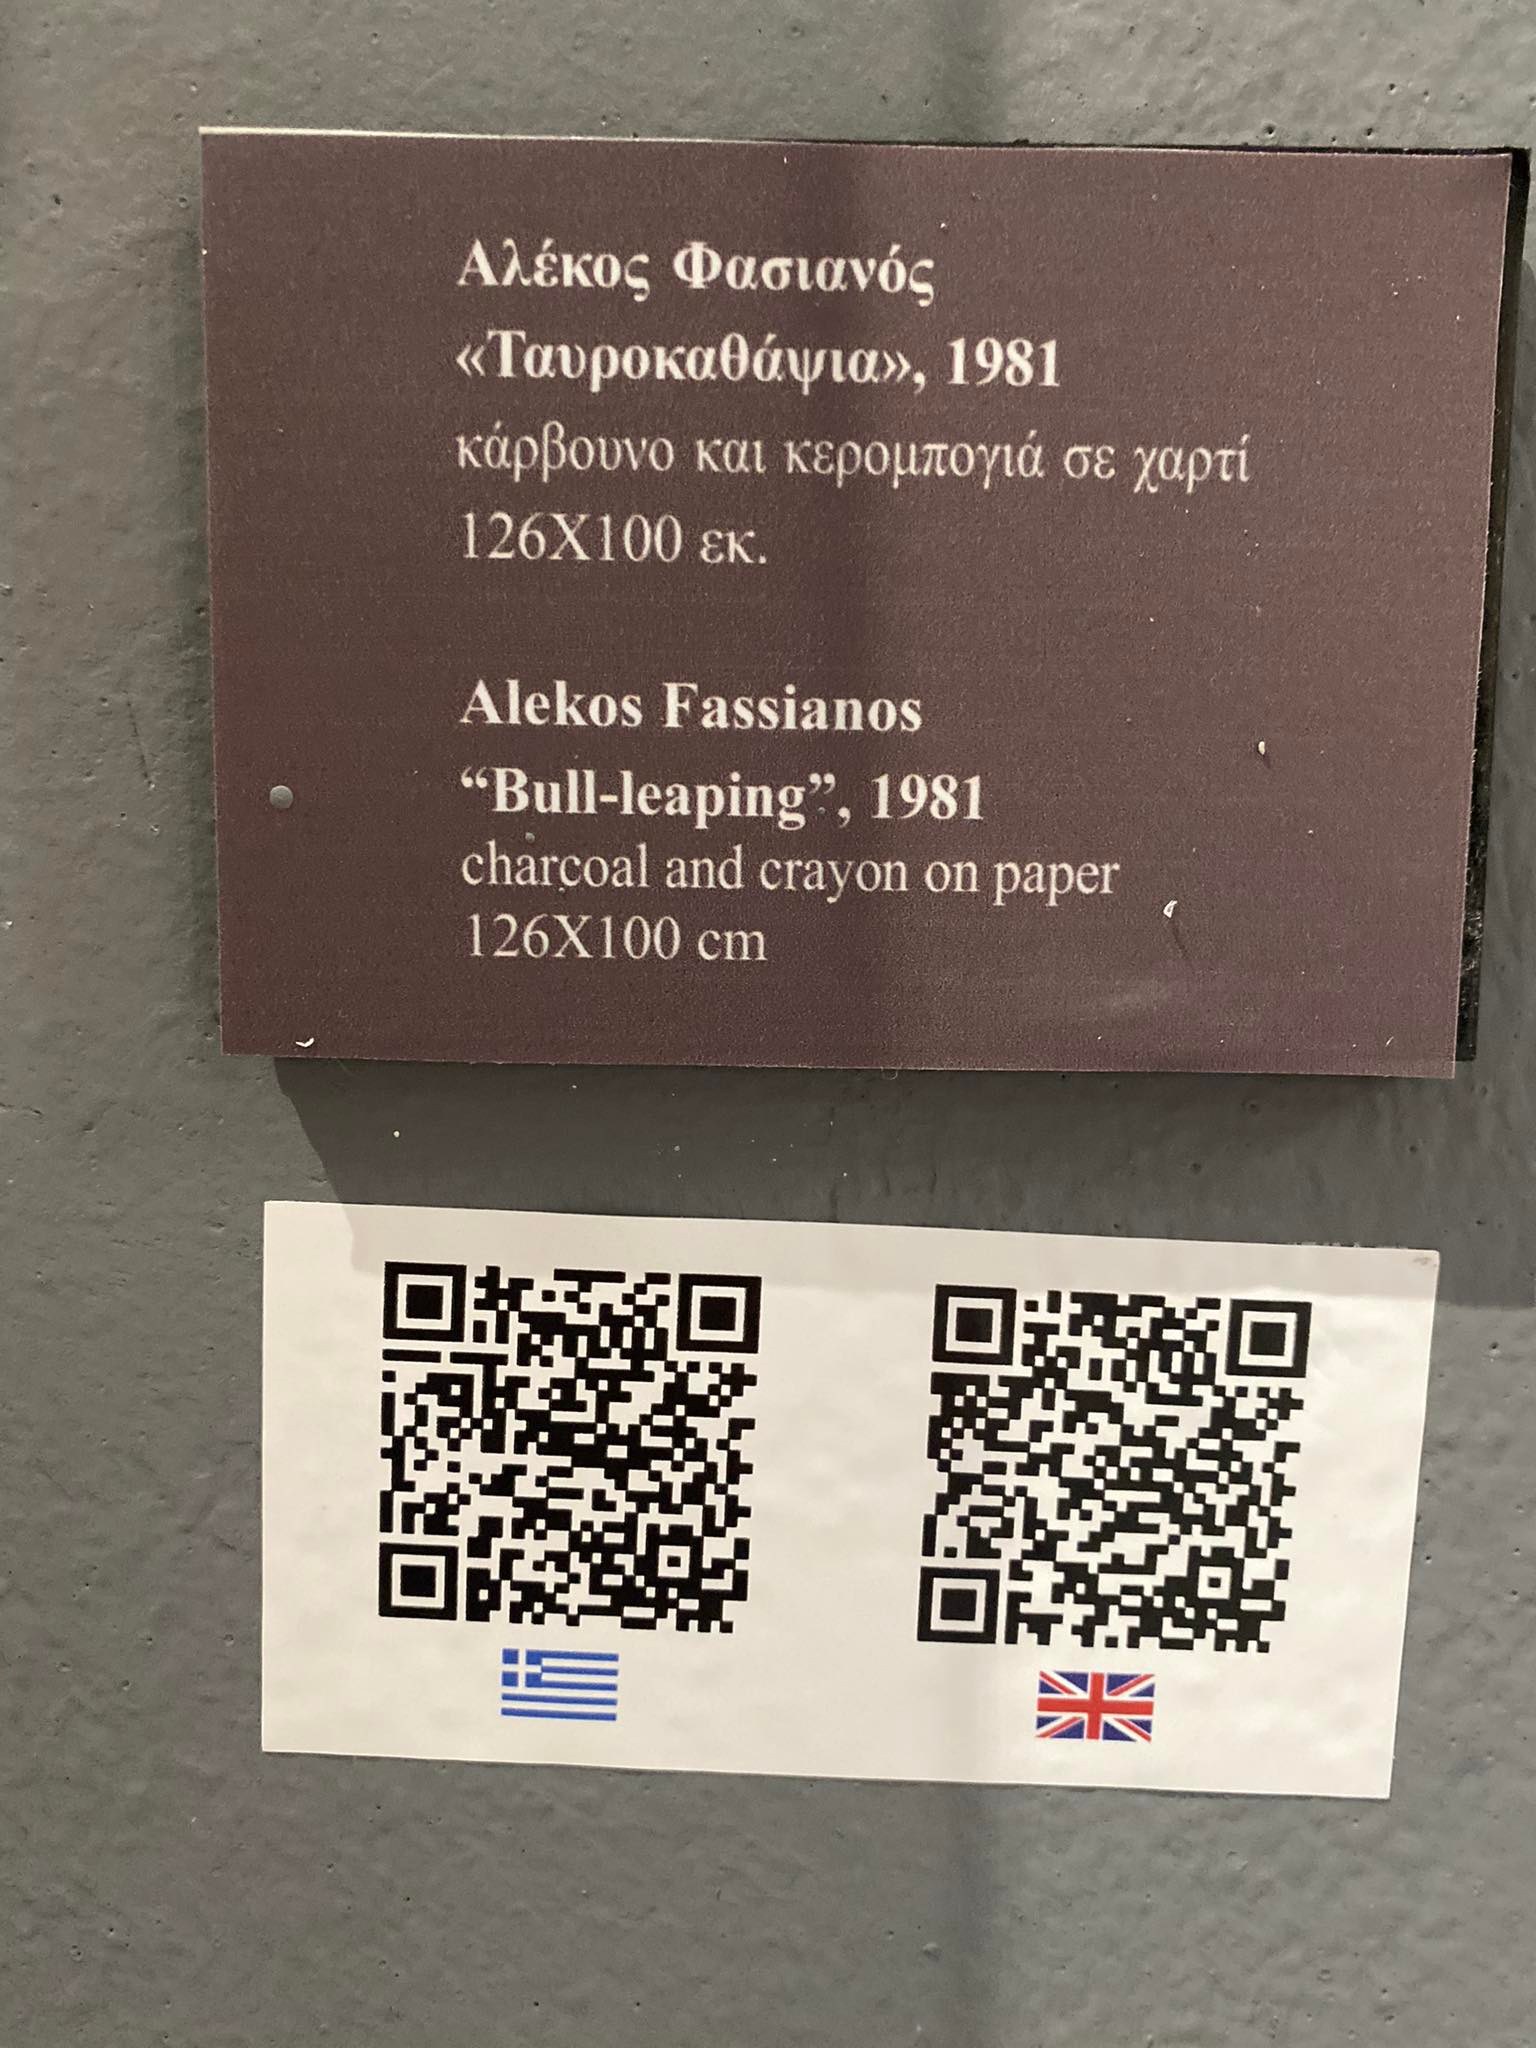 Αλέκος Φασιανός
«Ταυροκαθάψια», 1981
κάρβουνο και κερομπογιά σε χαρτί
126X100 εκ.
Alekos Fassianos
“Bull-leaping”, 1981
charcoal and crayon on paper
126X100 cm